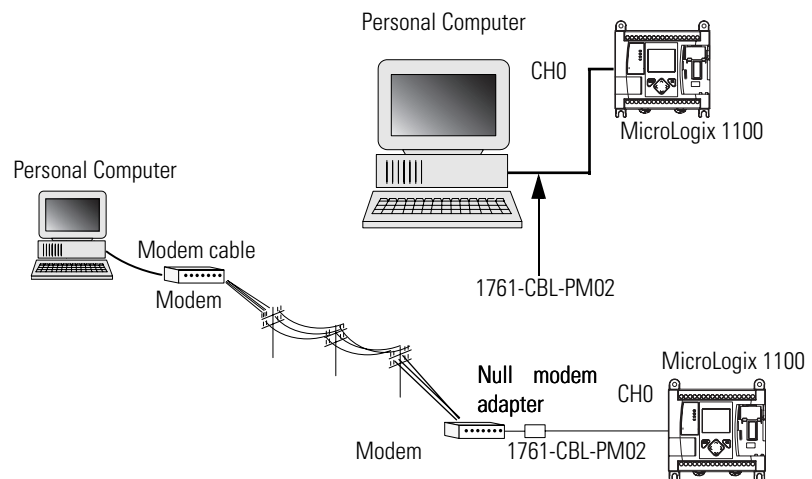 Personal Computer
CH0
MicroLogix 1100
1761-CBL-PM02
Personal Computer
Modem cable
Modem
Null modem
adapter
CH0
MicroLogix 1100
Modem
1761-CBL-PM02